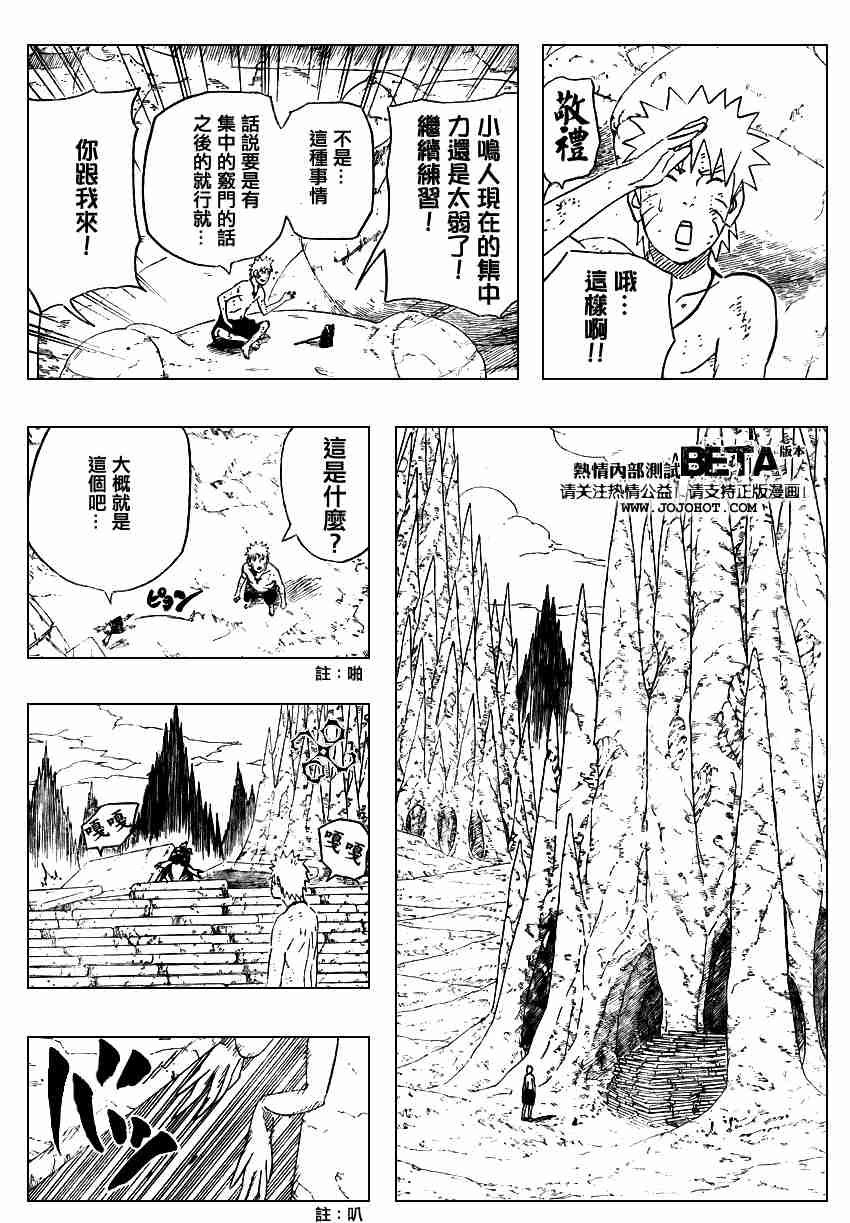 敬禮
哦…
這樣啊!!
小鳴人現在的集中
力還是太弱了!
繼續練習!
不是…
這種事情
話説要是有
集中的竅門的話
之後的就行就…
你跟我來!
熱情內部測試BETA版本
请关注热情公益! 请支持正版漫画!
WWW.JOJOHOT.COM
這是什麼?
大概就是
這個吧…
ピョン
註：啪
嘎嘎
嘎嘎
バッ
註：叭